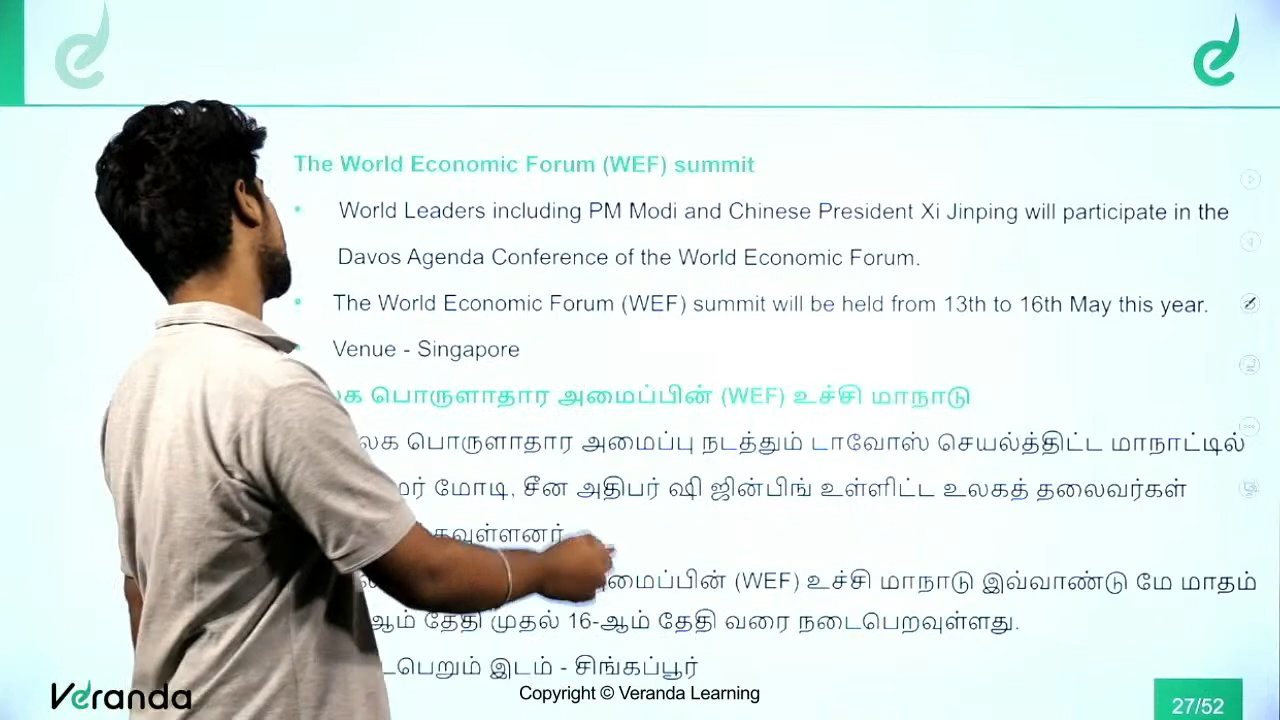 The World Economic Forum (WEF) summit
• World Leaders including PM Modi and Chinese President Xi Jinping will participate in the
Davos Agenda Conference of the World Economic Forum.
• The World Economic Forum (WEF) summit will be held from 13th to 16th May this year.
• Venue - Singapore
பொருளாதார அமைப்பின் (WEF) உச்சி மாநாடு
பொருளாதார அமைப்பு நடத்தும் டாவோஸ் செயல்த்திட்ட மாநாட்டில்
மோடி, சீன அதிபர் ஷி ஜின்பிங் உள்ளிட்ட உலகத் தலைவர்கள்
(WEF) உச்சி மாநாடு இவ்வாண்டு மே மாதம்
தேதி முதல் 16-ஆம் தேதி வரை நடைபெறவுள்ளது.
இடம் - சிங்கப்பூர்
Veranda
Copyright © Veranda Learning
27/52